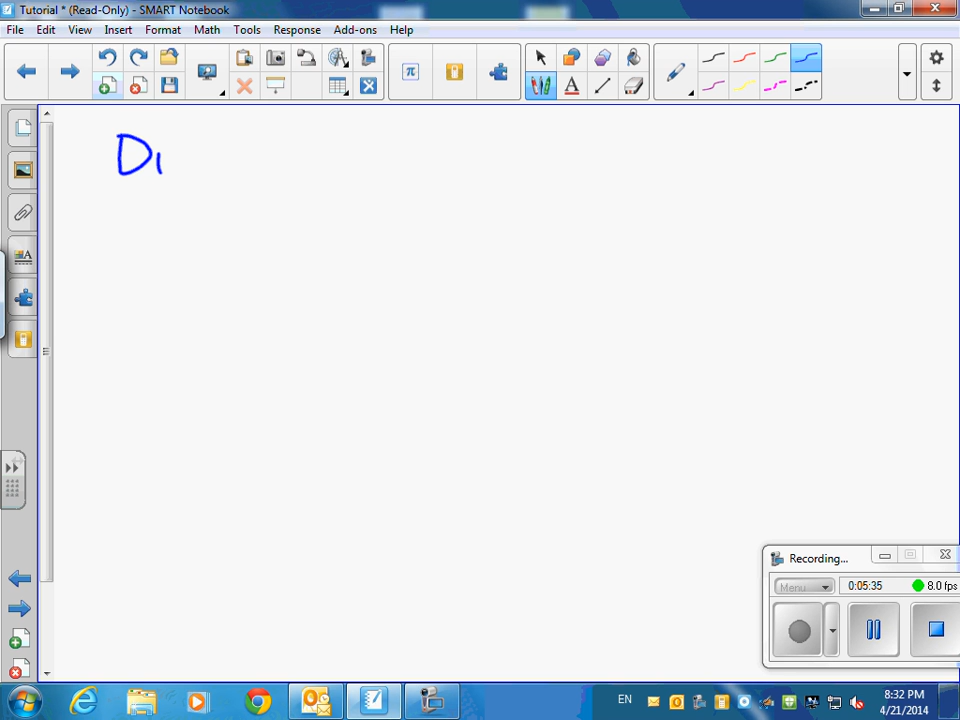 Tutorial * (Read-Only) - SMART Notebook
File Edit View Insert Format Math Tools Response Add-ons Help
Recording...
Menu 0:05:35 8.0 fps
EN 8:32 PM
4/21/2014